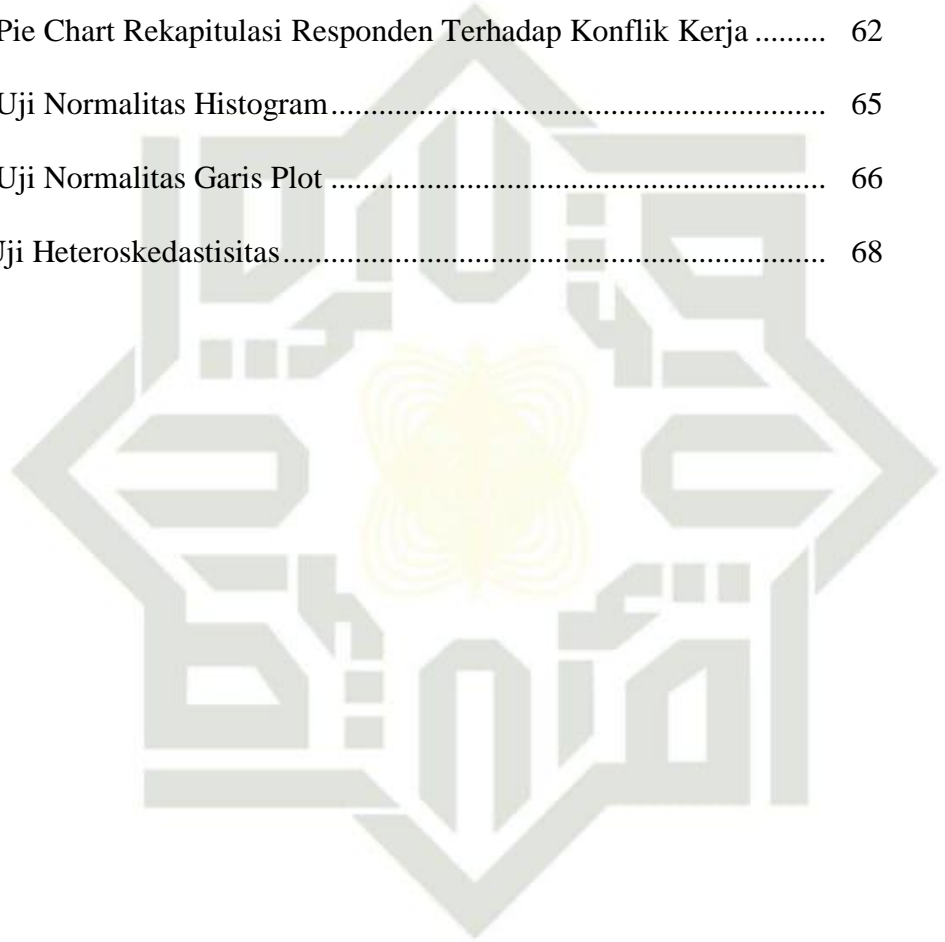 Pie Chart Rekapitulasi Responden Terhadap Konflik Kerja ......... 62
Uji Normalitas Histogram.............................................................. 65
Uji Normalitas Garis Plot .............................................................. 66
Uji Heteroskedastisitas.................................................................... 68